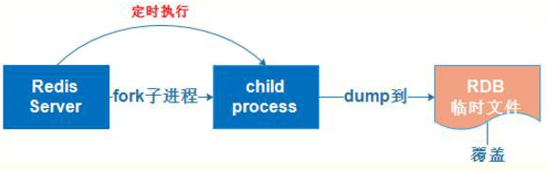 定时执行
Redis
Server
fork子进程
child
process
dump到
RDB
临时文件
覆盖